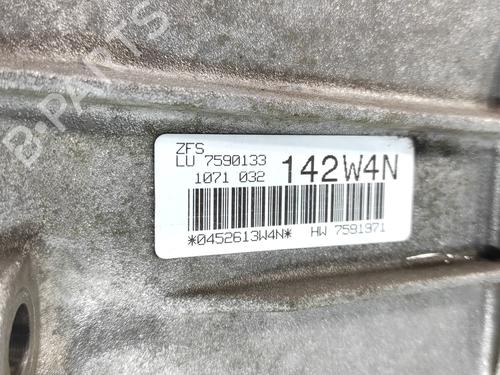 B-PARTS
ZFS
LU 7590133
1071 032 142W4N
*0452613W4N* HW 7591971